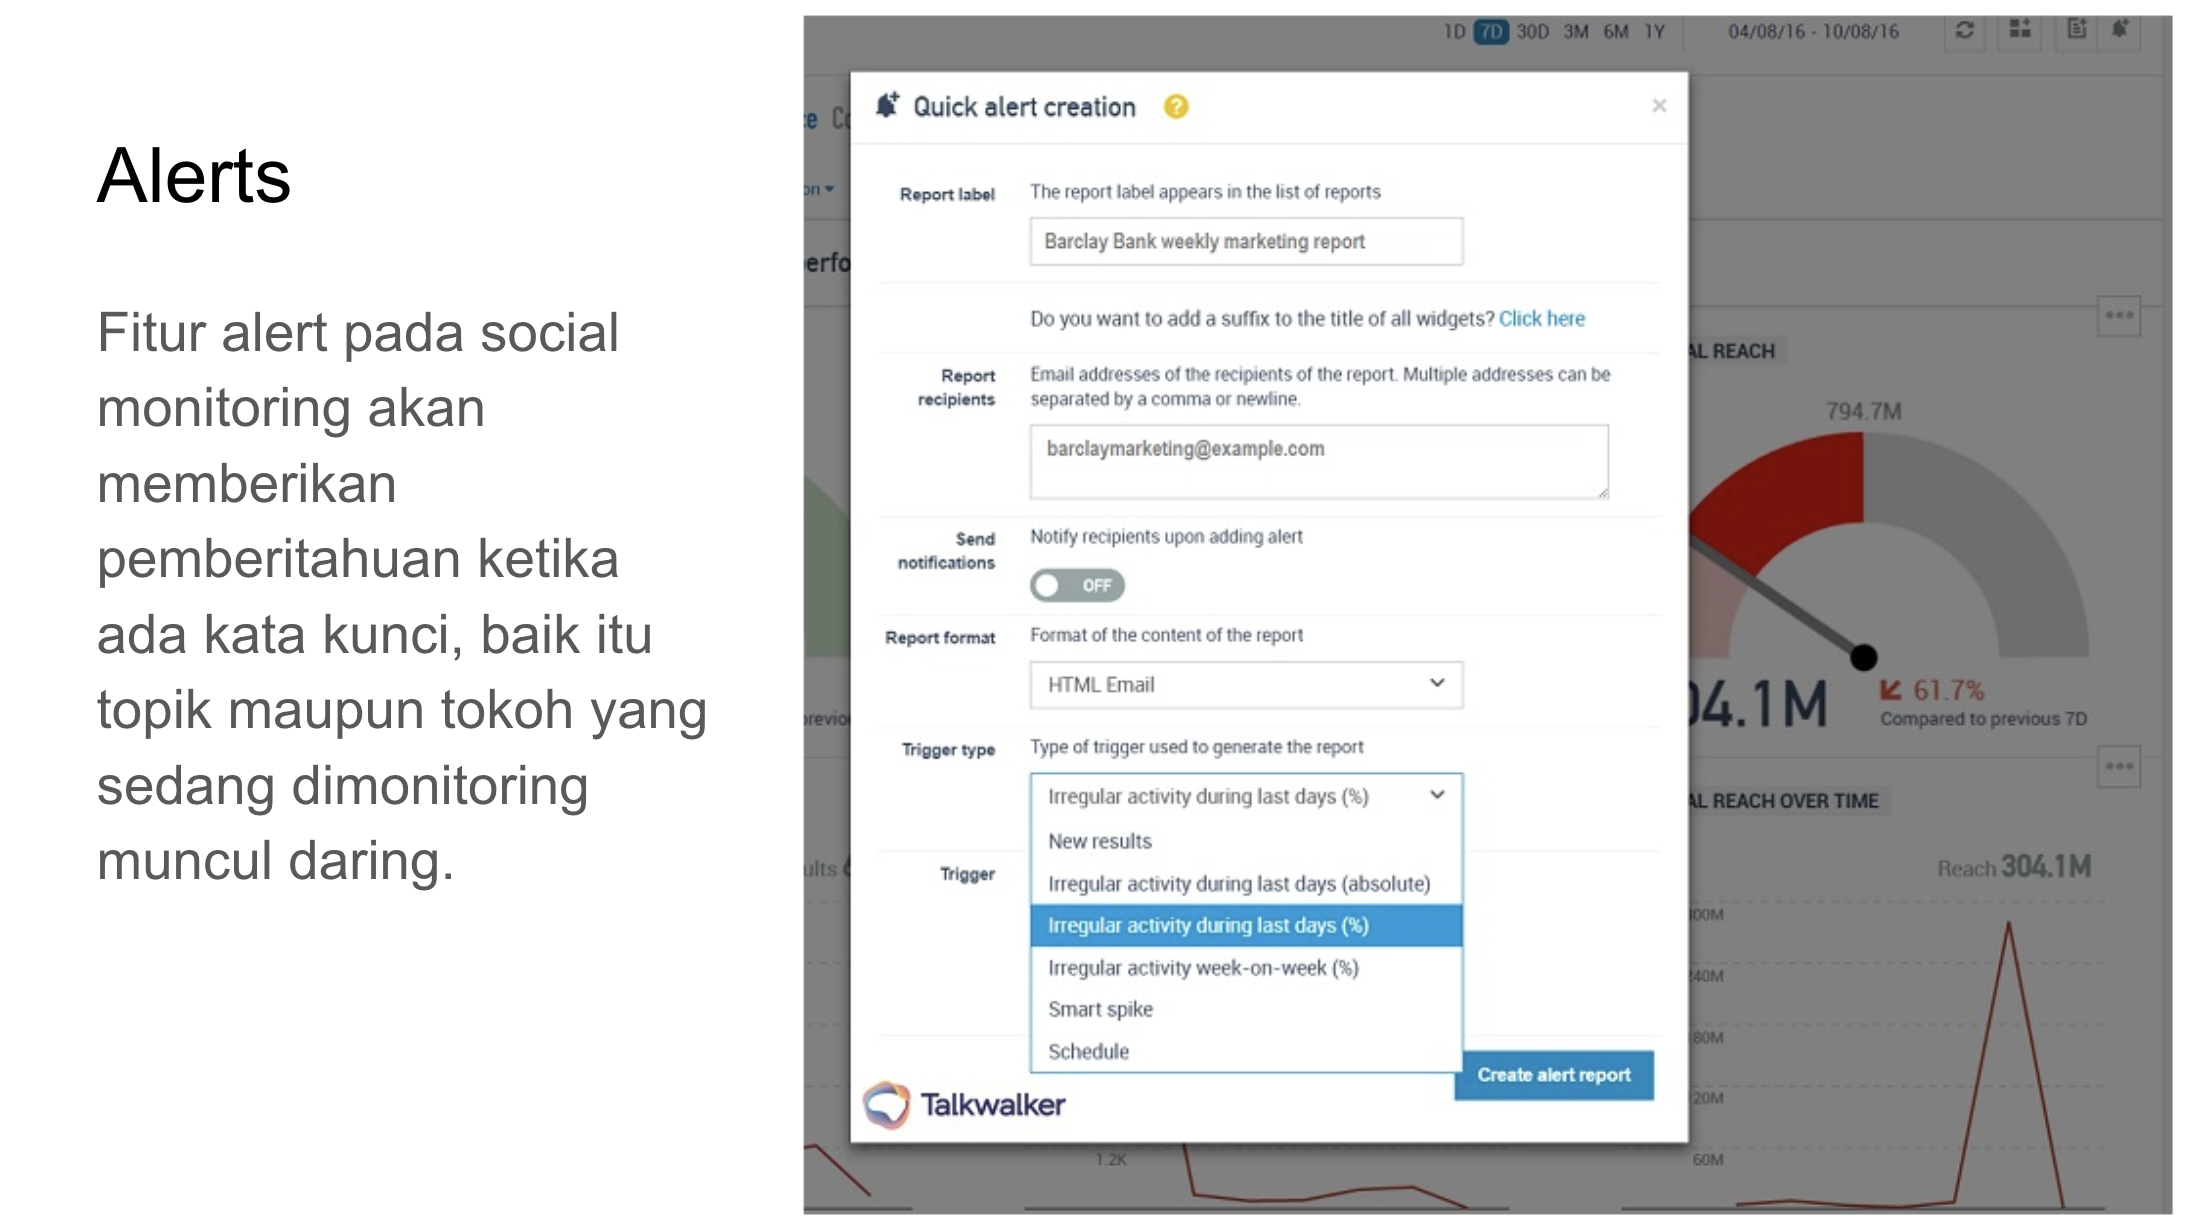 Alerts
Fitur alert pada social
monitoring akan
memberikan
pemberitahuan ketika
ada kata kunci, baik itu
topik maupun tokoh yang
sedang dimonitoring
muncul daring.
1D 7D 30D 3M 6M 1Y 04/08/16 - 10/08/16
Quick alert creation ?
Report label
The report label appears in the list of reports
Barclay Bank weekly marketing report
Do you want to add a suffix to the title of all widgets? Click here
Report
recipients
Email addresses of the recipients of the report. Multiple addresses can be
separated by a comma or newline.
barclaymarketing@example.com
Send
notifications
Notify recipients upon adding alert
OFF
Report format
Format of the content of the report
HTML Email
Trigger type
Type of trigger used to generate the report
Irregular activity during last days (%)
New results
Trigger
Irregular activity during last days (absolute)
Irregular activity during last days (%)
Irregular activity week-on-week (%)
Smart spike
Schedule
Create alert report
Talkwalker
AL REACH
794.7M
04.1M
61.7%
Compared to previous 7D
AL REACH OVER TIME
Reach 304.1M
00M
240M
80M
20M
60M
1.2K